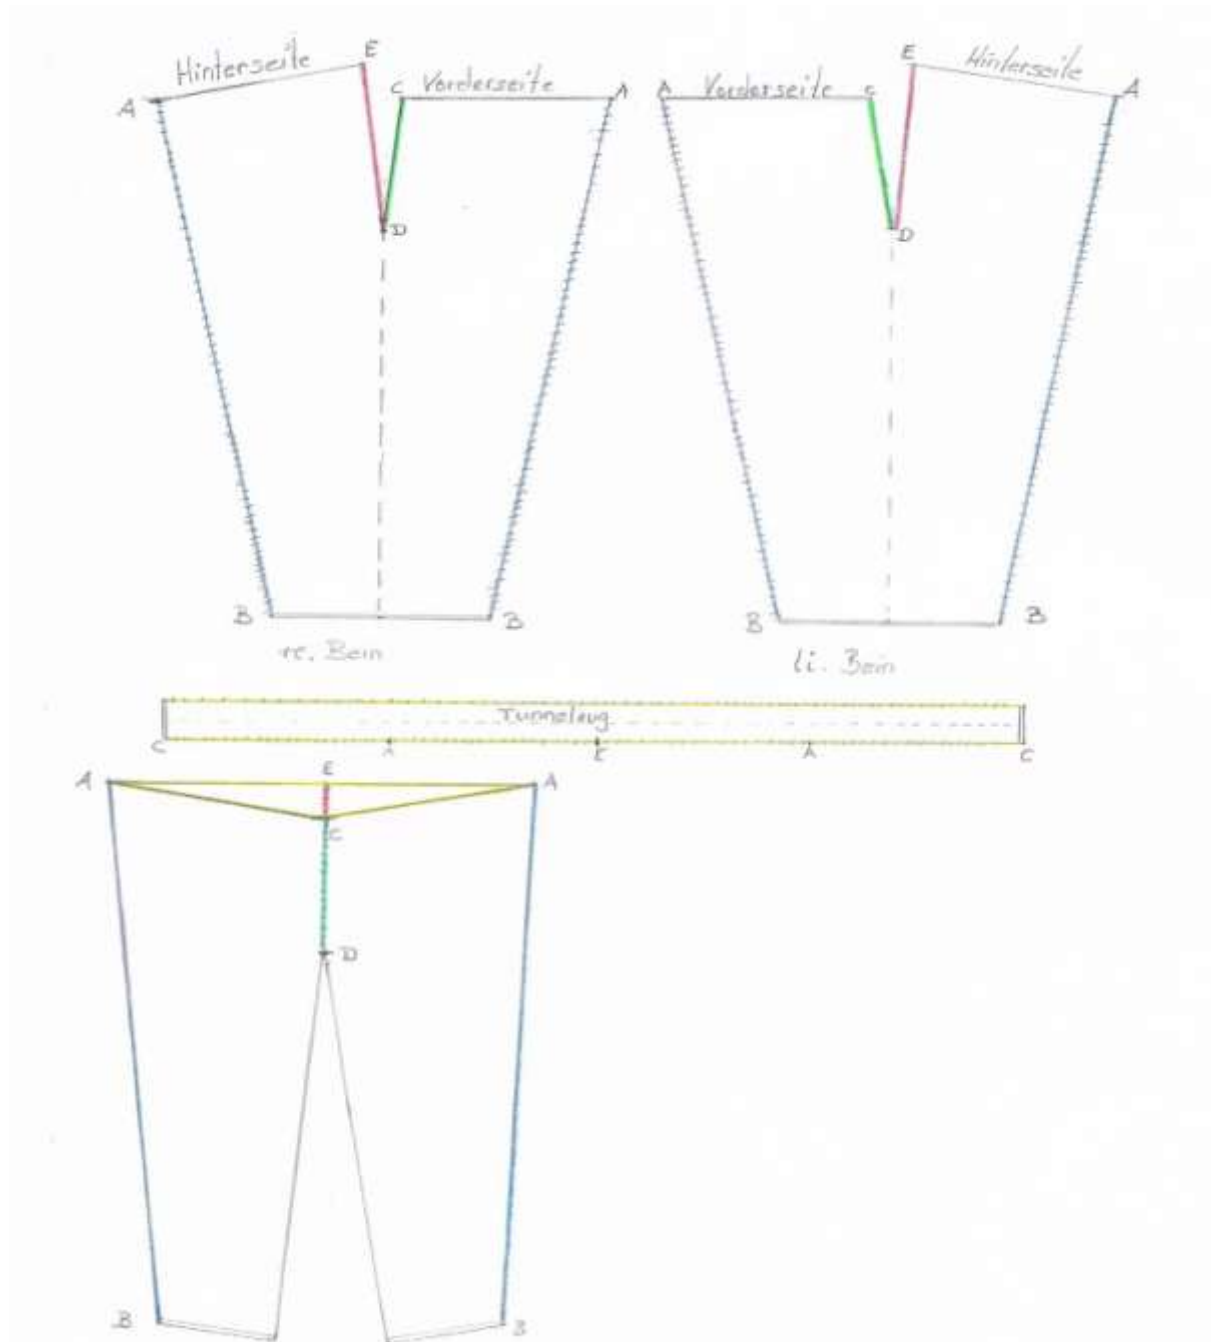 E E
Hinterseite Hinterseite
A C Vorderseite A A Vorderseite C A
D D
B B B B
re. Bein li. Bein
Tunnelzug
C A E A C
A E A
C
D
B B